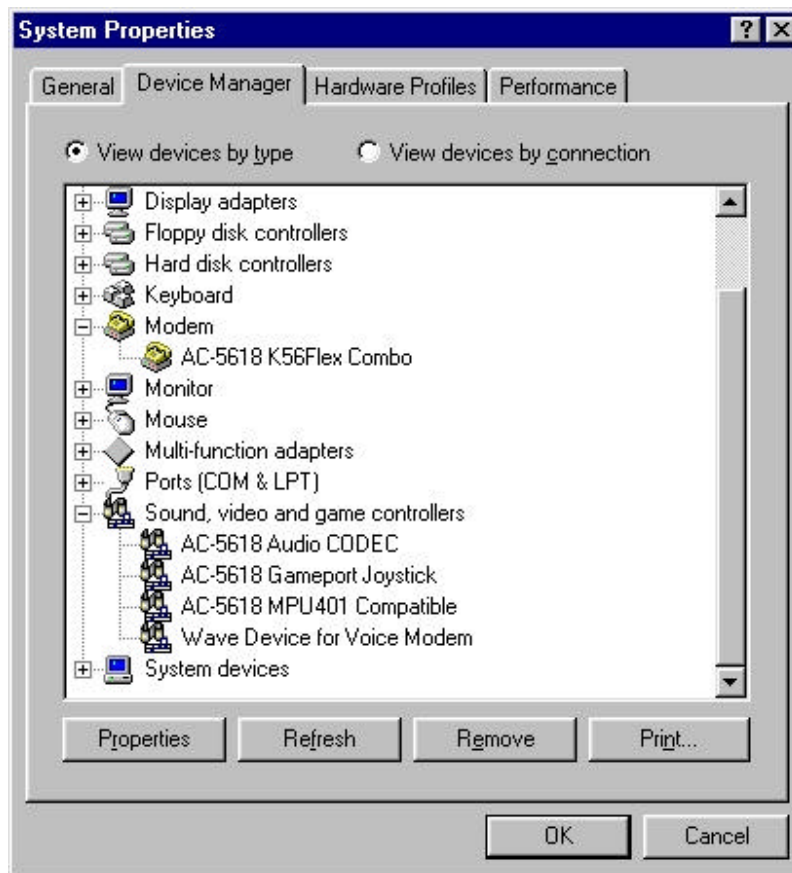 System Properties
General Device Manager Hardware Profiles Performance
View devices by type View devices by connection
Display adapters
Floppy disk controllers
Hard disk controllers
Keyboard
Modem
AC-5618 K56Flex Combo
Monitor
Mouse
Multi-function adapters
Ports (COM & LPT)
Sound, video and game controllers
AC-5618 Audio CODEC
AC-5618 Gameport Joystick
AC-5618 MPU401 Compatible
Wave Device for Voice Modem
System devices
Properties Refresh Remove Print...
OK Cancel